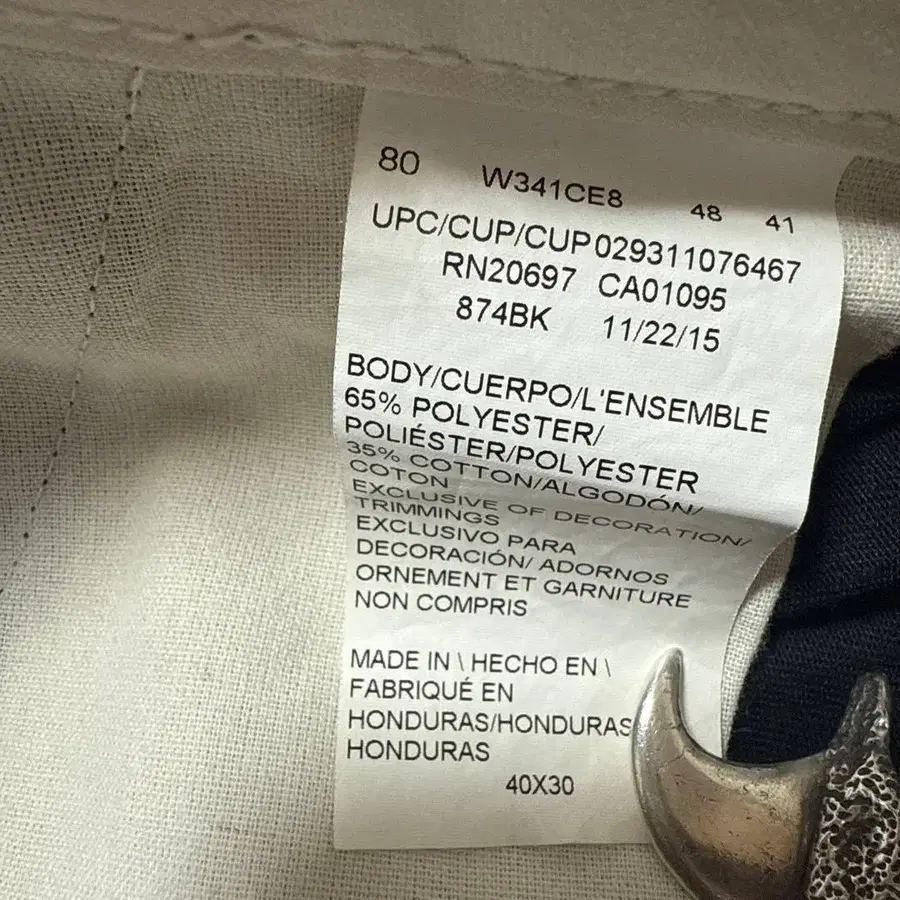 80 W341CE8 48 41
UPC/CUP/CUP029311076467
RN20697 CA01095
874BK 11/22/15
BODY/CUERPO/L'ENSEMBLE
65% POLYESTER/
POLIÉSTER/POLYESTER
35% COTTON/ALGODÓN/
COTON
EXCLUSIVE OF DECORATION/
TRIMMINGS
EXCLUSIVO PARA
DECORACIÓN/ ADORNOS
ORNEMENT ET GARNITURE
NON COMPRIS
MADE IN \ HECHO EN \
FABRIQUÉ EN
HONDURAS/HONDURAS
HONDURAS
40X30